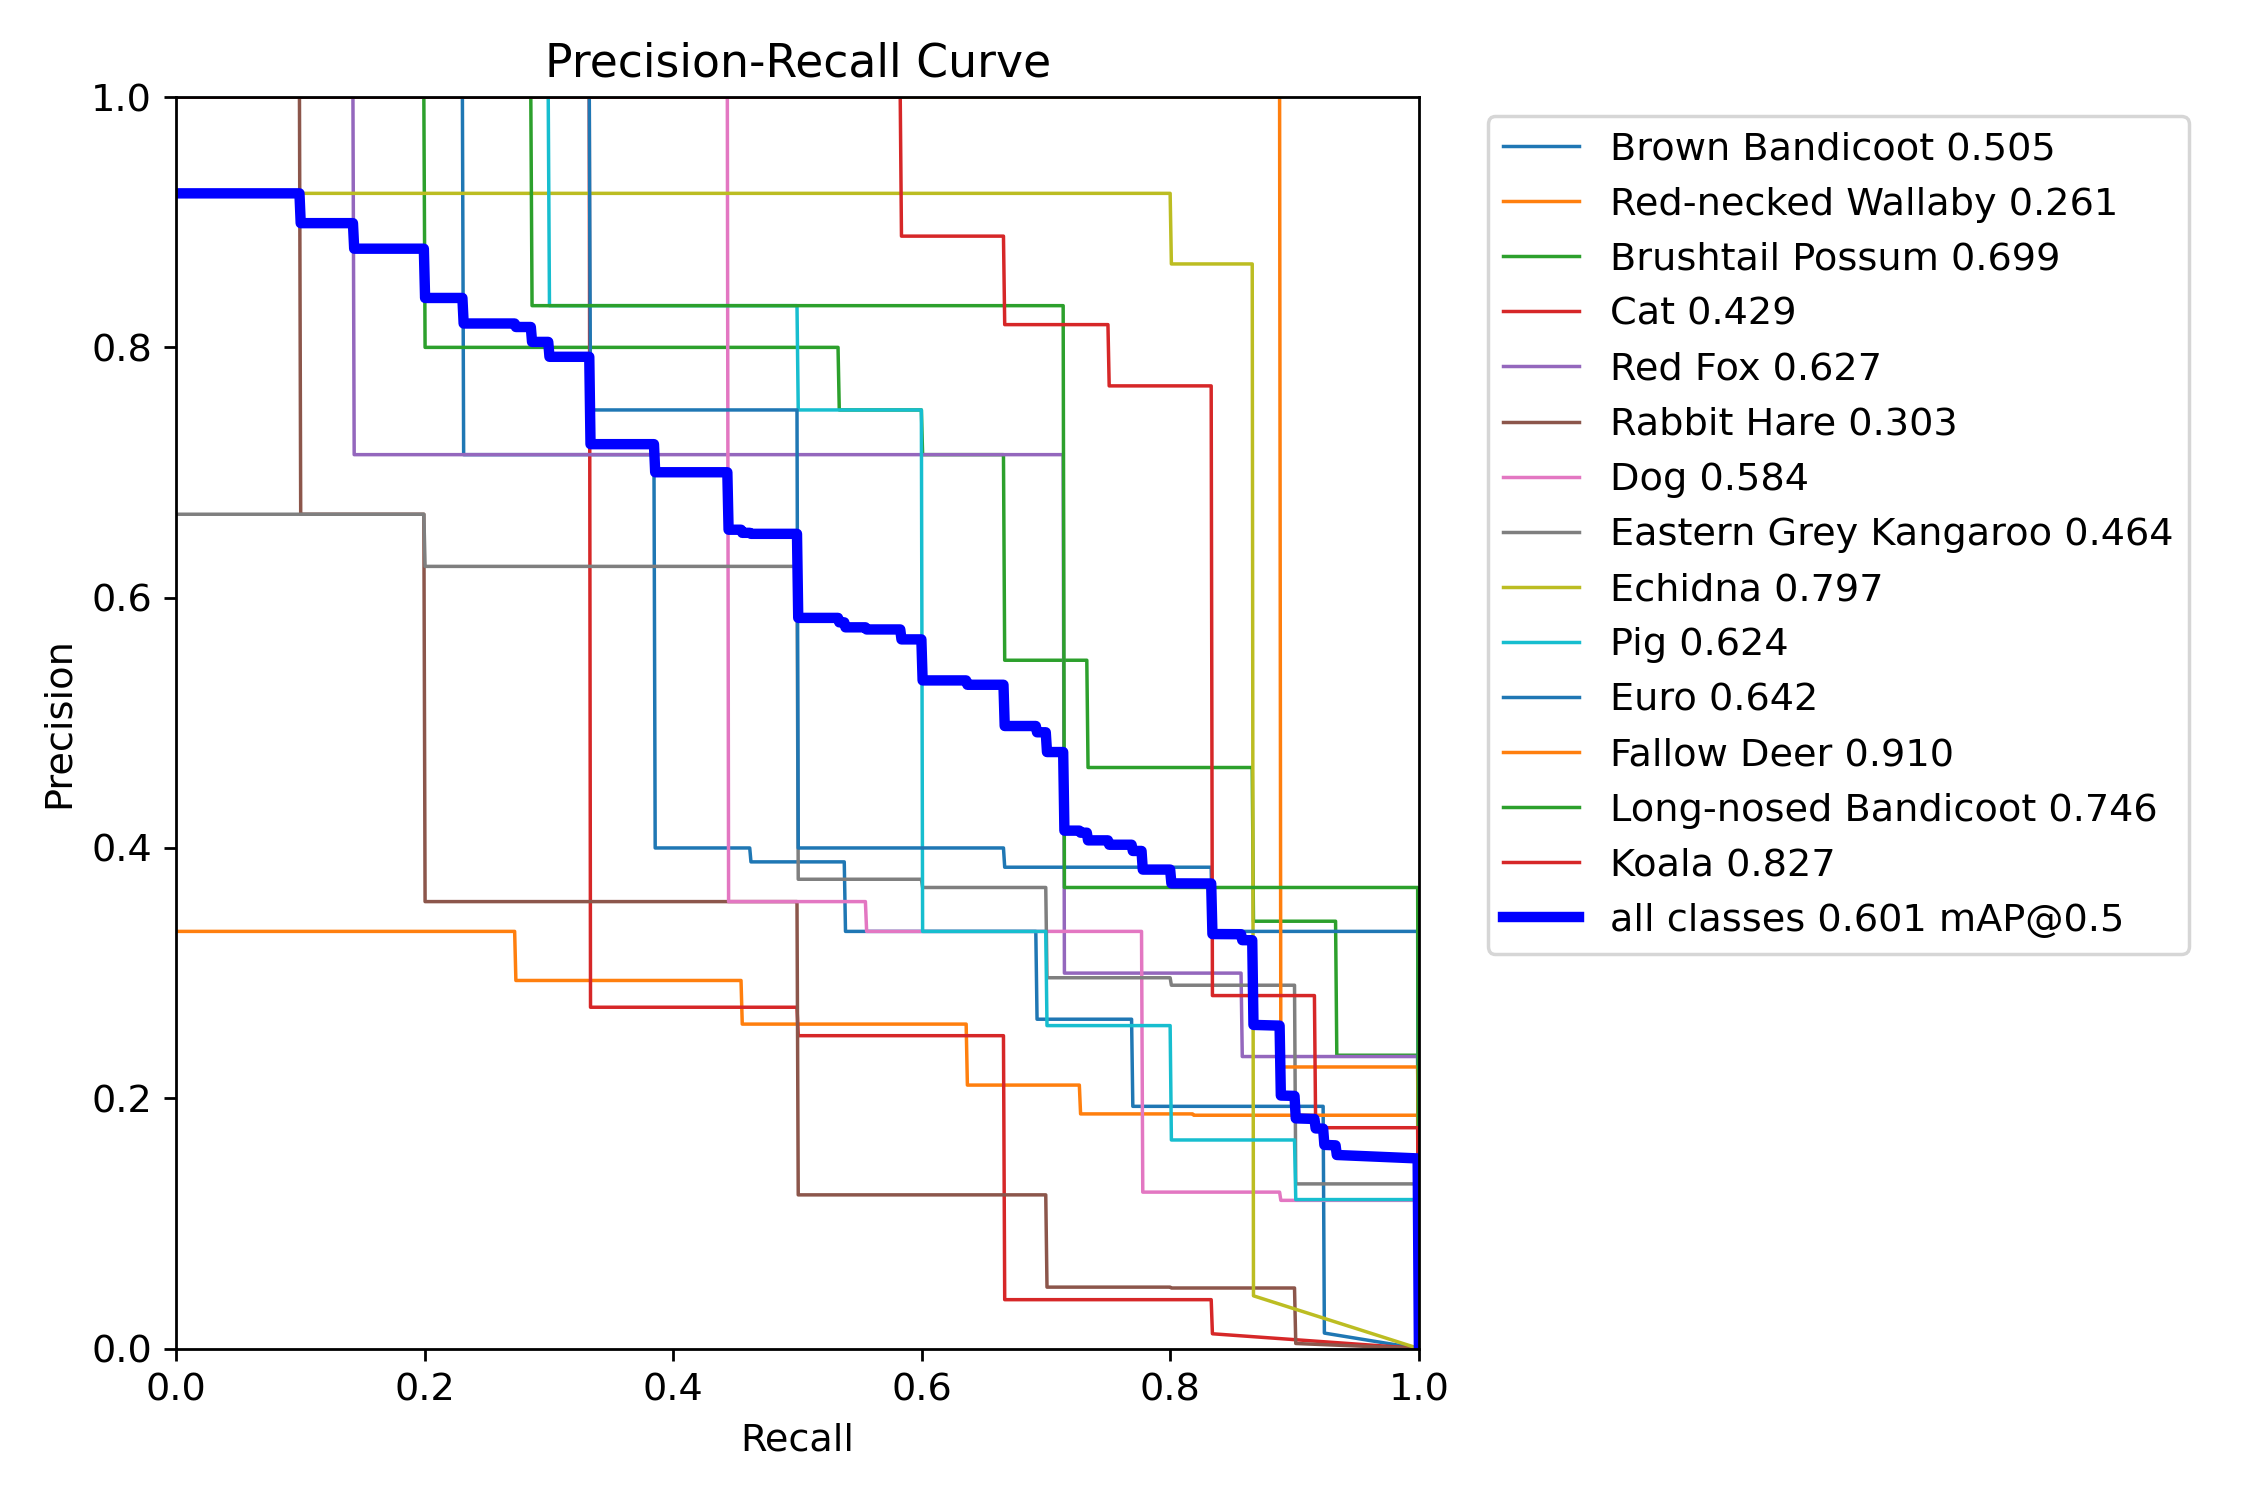 Precision-Recall Curve
1.0
0.8
0.6
0.4
0.2
0.0
Precision
0.0 0.2 0.4 0.6 0.8 1.0
Recall
Brown Bandicoot 0.505
Red-necked Wallaby 0.261
Brushtail Possum 0.699
Cat 0.429
Red Fox 0.627
Rabbit Hare 0.303
Dog 0.584
Eastern Grey Kangaroo 0.464
Echidna 0.797
Pig 0.624
Euro 0.642
Fallow Deer 0.910
Long-nosed Bandicoot 0.746
Koala 0.827
all classes 0.601 mAP@0.5